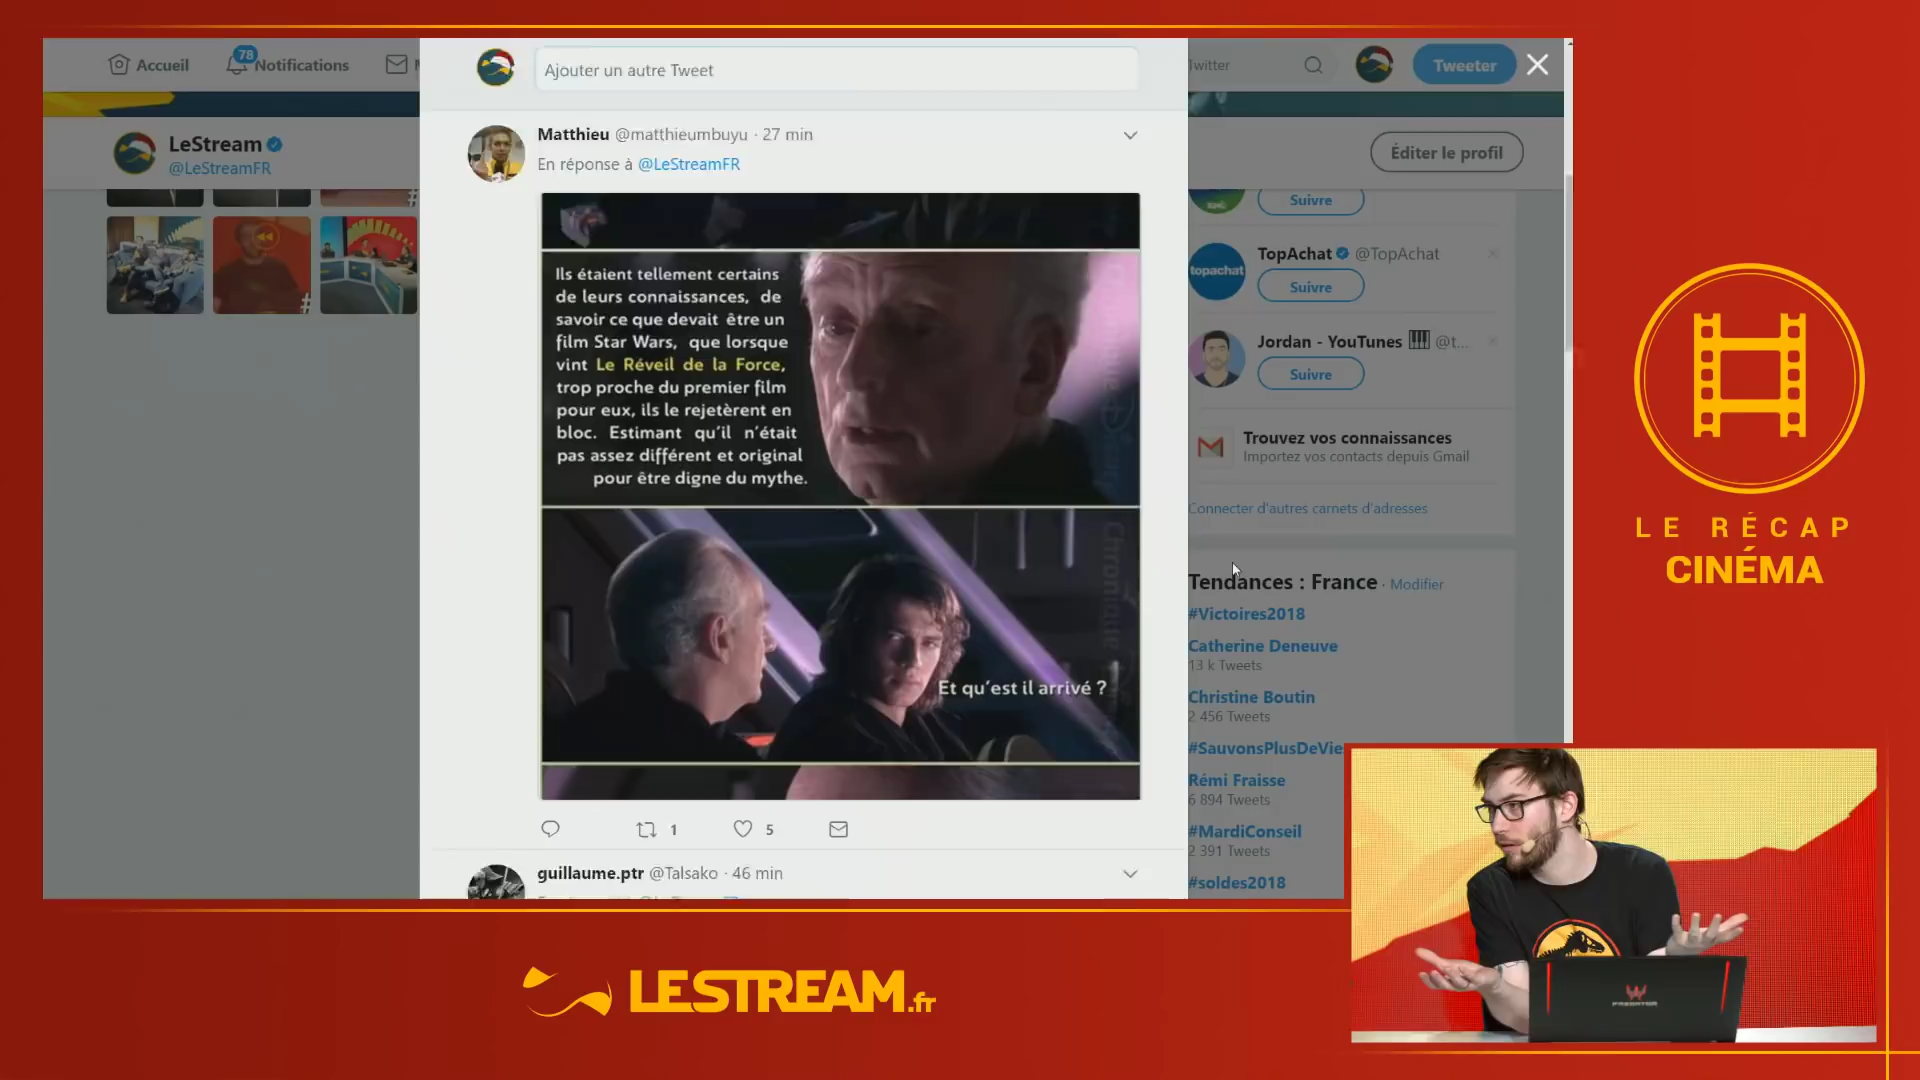 Accueil
78
Notifications
Ajouter un autre Tweet
Twitter
Tweeter
LeStream
@LeStreamFR
Éditer le profil
Matthieu @matthieumbuyu · 27 min
En réponse à @LeStreamFR
Ils étaient tellement certains
de leurs connaissances, de
savoir ce que devait être un
film Star Wars, que lorsque
vint Le Réveil de la Force,
trop proche du premier film
pour eux, ils le rejetèrent en
bloc. Estimant qu'il n'était
pas assez différent et original
pour être digne du mythe.
Et qu'est il arrivé ?
1
5
guillaume.ptr @Talsako · 46 min
Suivre
topachat
TopAchat @TopAchat
Suivre
Jordan - YouTunes @t...
Suivre
Trouvez vos connaissances
Importez vos contacts depuis Gmail
Connecter d'autres carnets d'adresses
Tendances : France · Modifier
#Victoires2018
Catherine Deneuve
13 k Tweets
Christine Boutin
2 456 Tweets
#SauvonsPlusDeVie
Rémi Fraisse
6 894 Tweets
#MardiConseil
2 391 Tweets
#soldes2018
LE RÉCAP
CINÉMA
PREDATOR
LESTREAM.fr